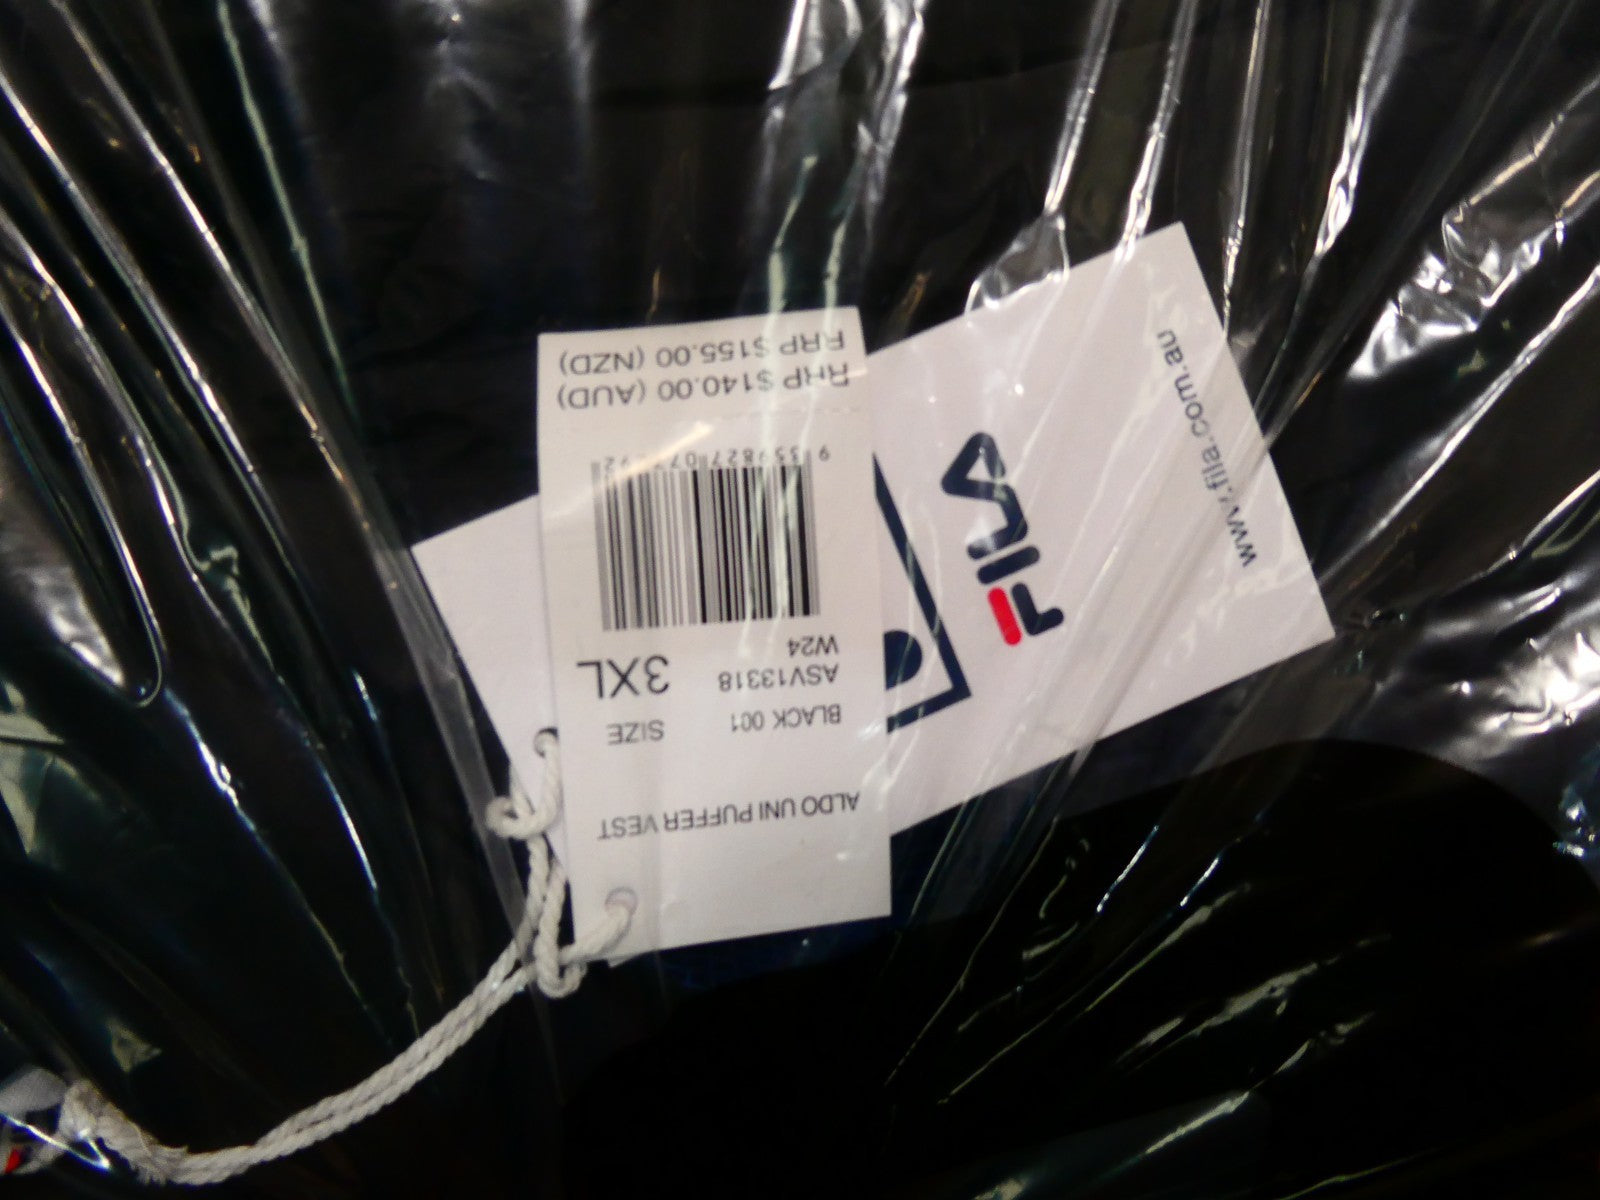 ALDO UNI PUFFER VEST
BLACK 001
SIZE
ASV13318
3XL
W24
RRP $140.00 (AUD)
RRP $155.00 (NZD)
FILA
www.fila.com.au